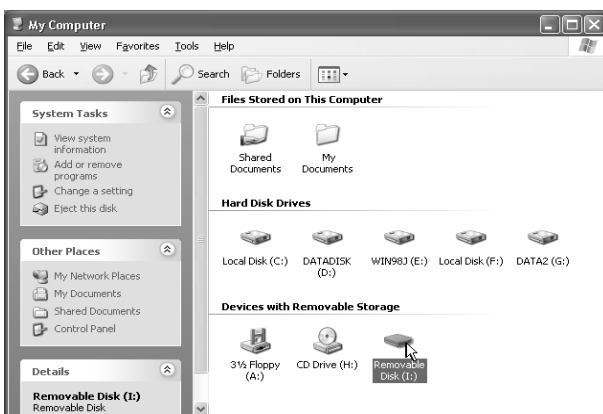 My Computer
File Edit View Favorites Tools Help
Back Search Folders
System Tasks
View system
information
Add or remove
programs
Change a setting
Eject this disk
Other Places
My Network Places
My Documents
Shared Documents
Control Panel
Details
Removable Disk (I:)
Removable Disk
Files Stored on This Computer
Shared
Documents
My
Documents
Hard Disk Drives
Local Disk (C:)
DATADISK
(D:)
WIN98J (E:)
Local Disk (F:)
DATA2 (G:)
Devices with Removable Storage
3½ Floppy
(A:)
CD Drive (H:)
Removable
Disk (I:)